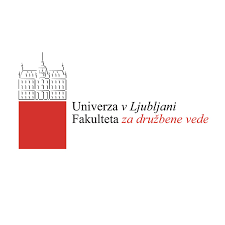 Univerza v Ljubljani
Fakulteta za družbene vede